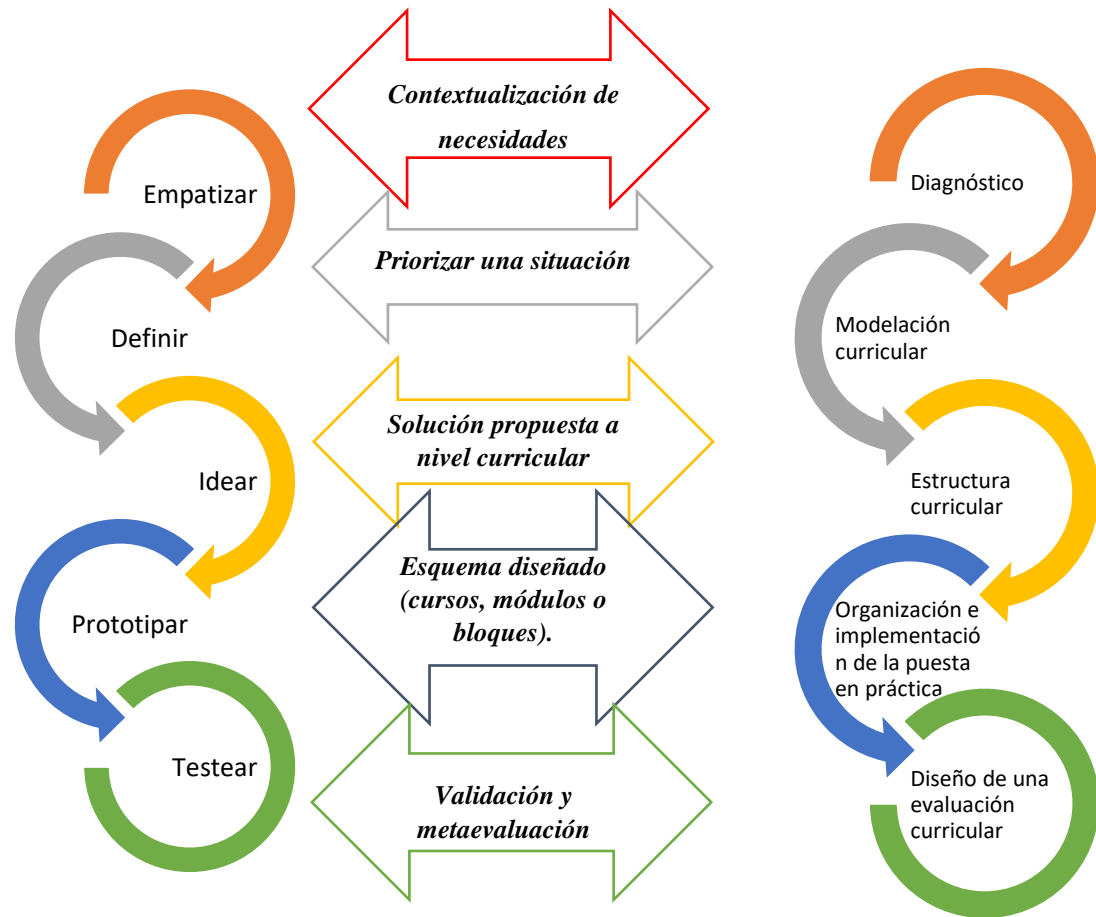 Empatizar
Definir
Idear
Prototipar
Testear
Contextualización de
necesidades
Priorizar una situación
Solución propuesta a
nivel curricular
Esquema diseñado
(cursos, módulos o
bloques).
Validación y
metaevaluación
Diagnóstico
Modelación
curricular
Estructura
curricular
Organización e
implementació
n de la puesta
en práctica
Diseño de una
evaluación
curricular